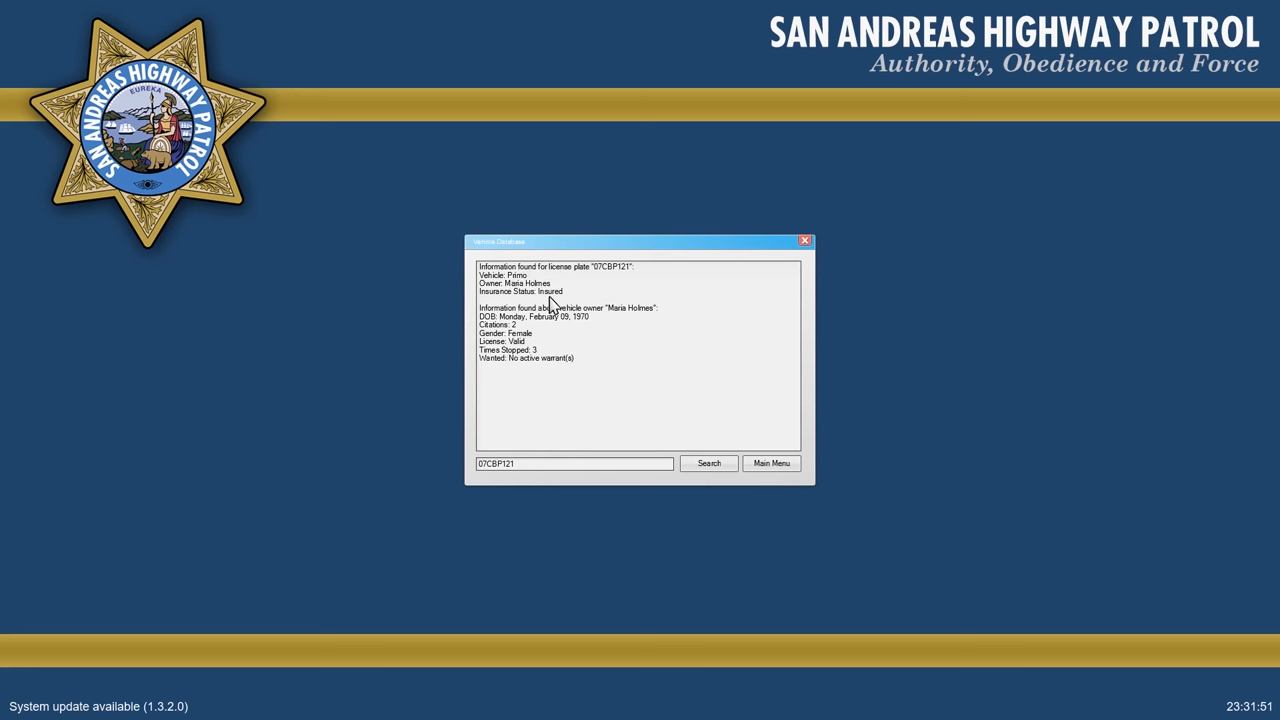 SAN ANDREAS HIGHWAY PATROL
Authority, Obedience and Force
SAN ANDREAS HIGHWAY PATROL
EUREKA
Vehicle Database
Information found for license plate "07CBP121":
Vehicle: Primo
Owner: Maria Holmes
Insurance Status: Insured
Information found about vehicle owner "Maria Holmes":
DOB: Monday, February 09, 1970
Citations: 2
Gender: Female
License: Valid
Times Stopped: 3
Wanted: No active warrant(s)
07CBP121
Search
Main Menu
System update available (1.3.2.0)
23:31:51